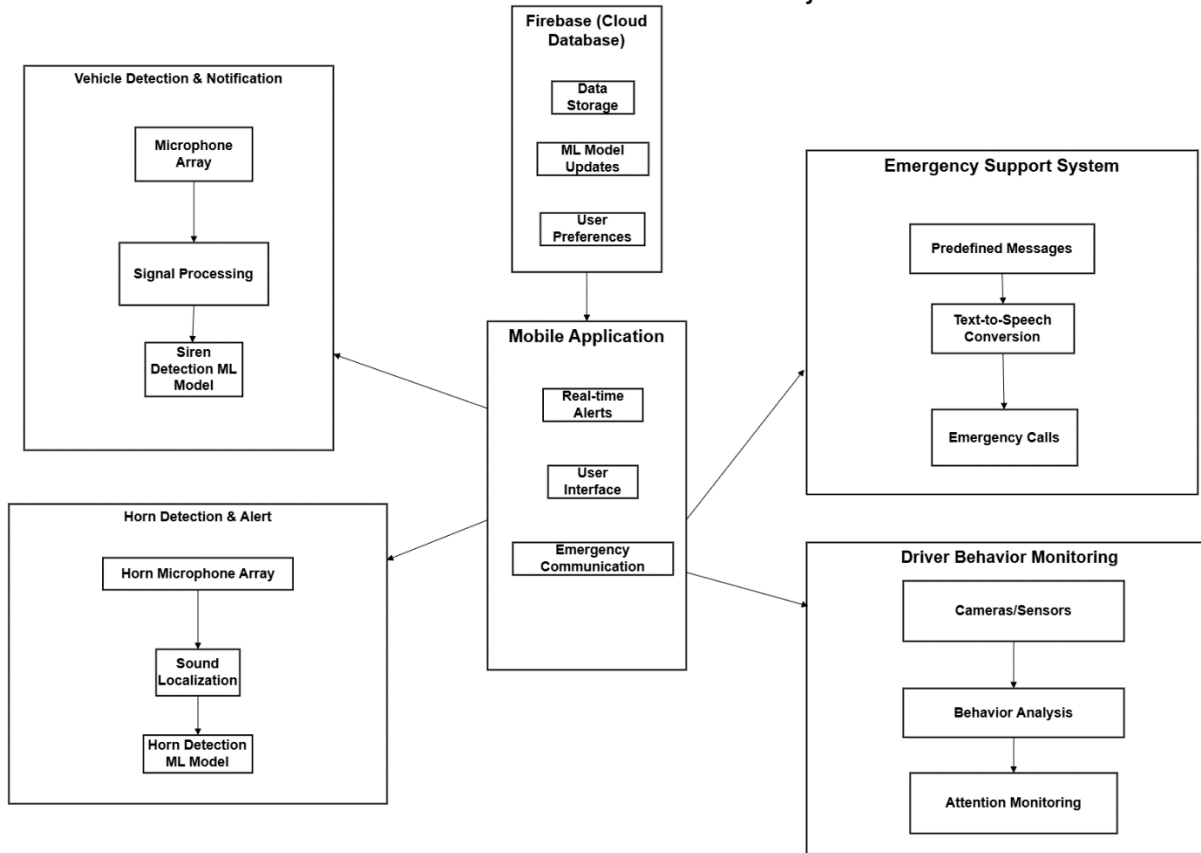 Firebase (Cloud
Database)
Data
Storage
ML Model
Updates
User
Preferences
Vehicle Detection & Notification
Microphone
Array
Signal Processing
Siren
Detection ML
Model
Emergency Support System
Predefined Messages
Text-to-Speech
Conversion
Emergency Calls
Mobile Application
Real-time
Alerts
User
Interface
Emergency
Communication
Horn Detection & Alert
Horn Microphone Array
Sound
Localization
Horn Detection
ML Model
Driver Behavior Monitoring
Cameras/Sensors
Behavior Analysis
Attention Monitoring